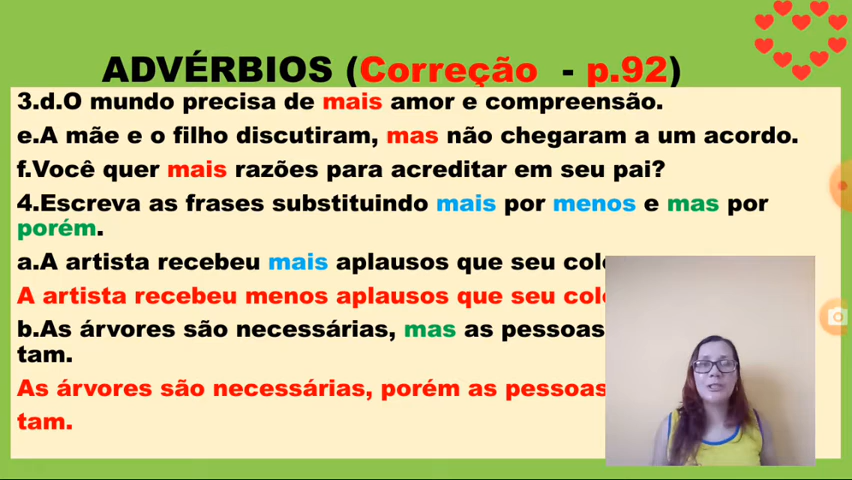 ADVÉRBIOS (Correção - p.92)
3.d.O mundo precisa de mais amor e compreensão.
e.A mãe e o filho discutiram, mas não chegaram a um acordo.
f.Você quer mais razões para acreditar em seu pai?
4.Escreva as frases substituindo mais por menos e mas por
porém.
a.A artista recebeu mais aplausos que seu
A artista recebeu menos aplausos que seu
b.As árvores são necessárias, mas as pessoas
tam.
As árvores são necessárias, porém as pessoas
tam.